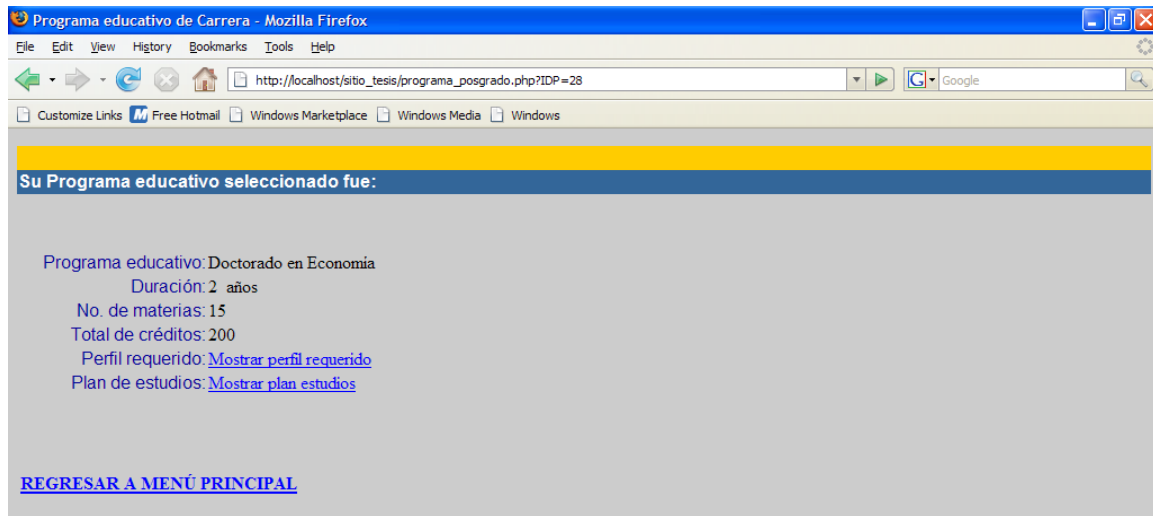 Programa educativo de Carrera - Mozilla Firefox
File Edit View History Bookmarks Tools Help
http://localhost/sitio_tesis/programa_posgrado.php?IDP=28 G Google
Customize Links Free Hotmail Windows Marketplace Windows Media Windows
Su Programa educativo seleccionado fue:
Programa educativo: Doctorado en Economia
Duración: 2 años
No. de materias: 15
Total de créditos: 200
Perfil requerido: Mostrar perfil requerido
Plan de estudios: Mostrar plan estudios
REGRESAR A MENÚ PRINCIPAL